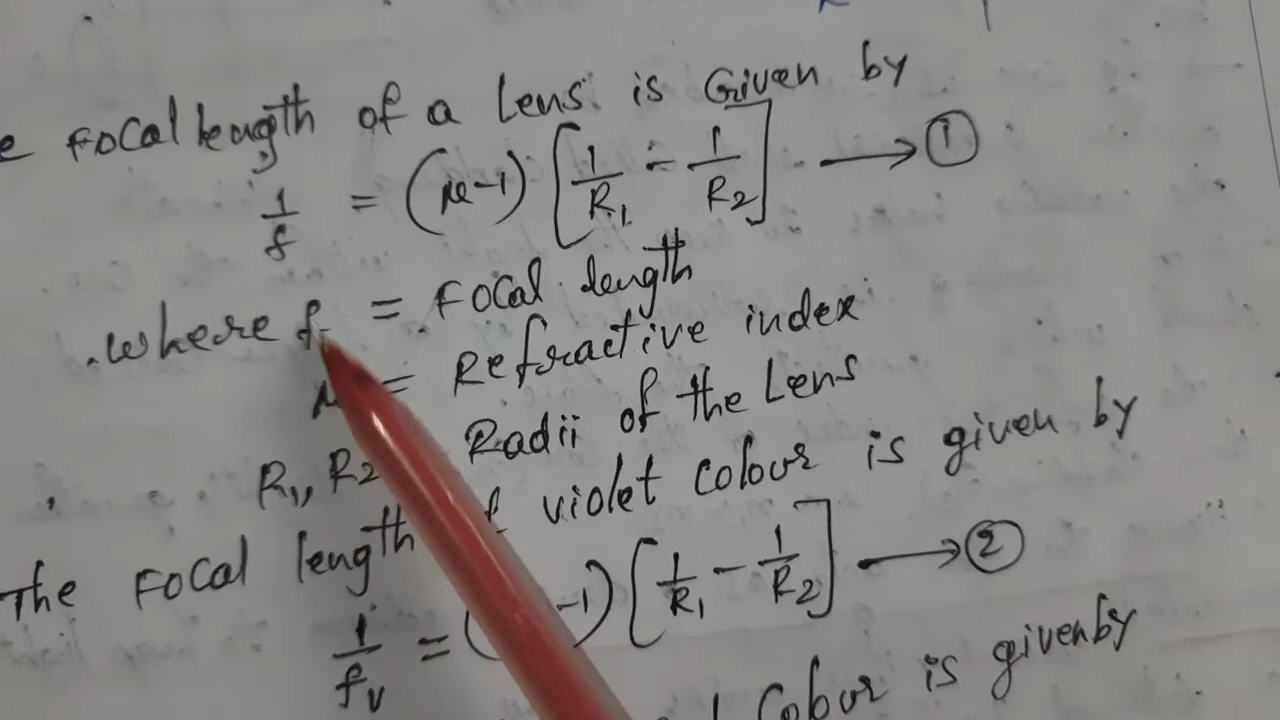 Focal length of a Lens is Given by
1/f = (μ-1) [1/R1 - 1/R2] → ①
where f = Focal length
μ = Refractive index
R1, R2 Radii of the Lens
The Focal length violet colour is given by
1/fv = ( -1) [1/R1 - 1/R2] → ②
Colour is given by